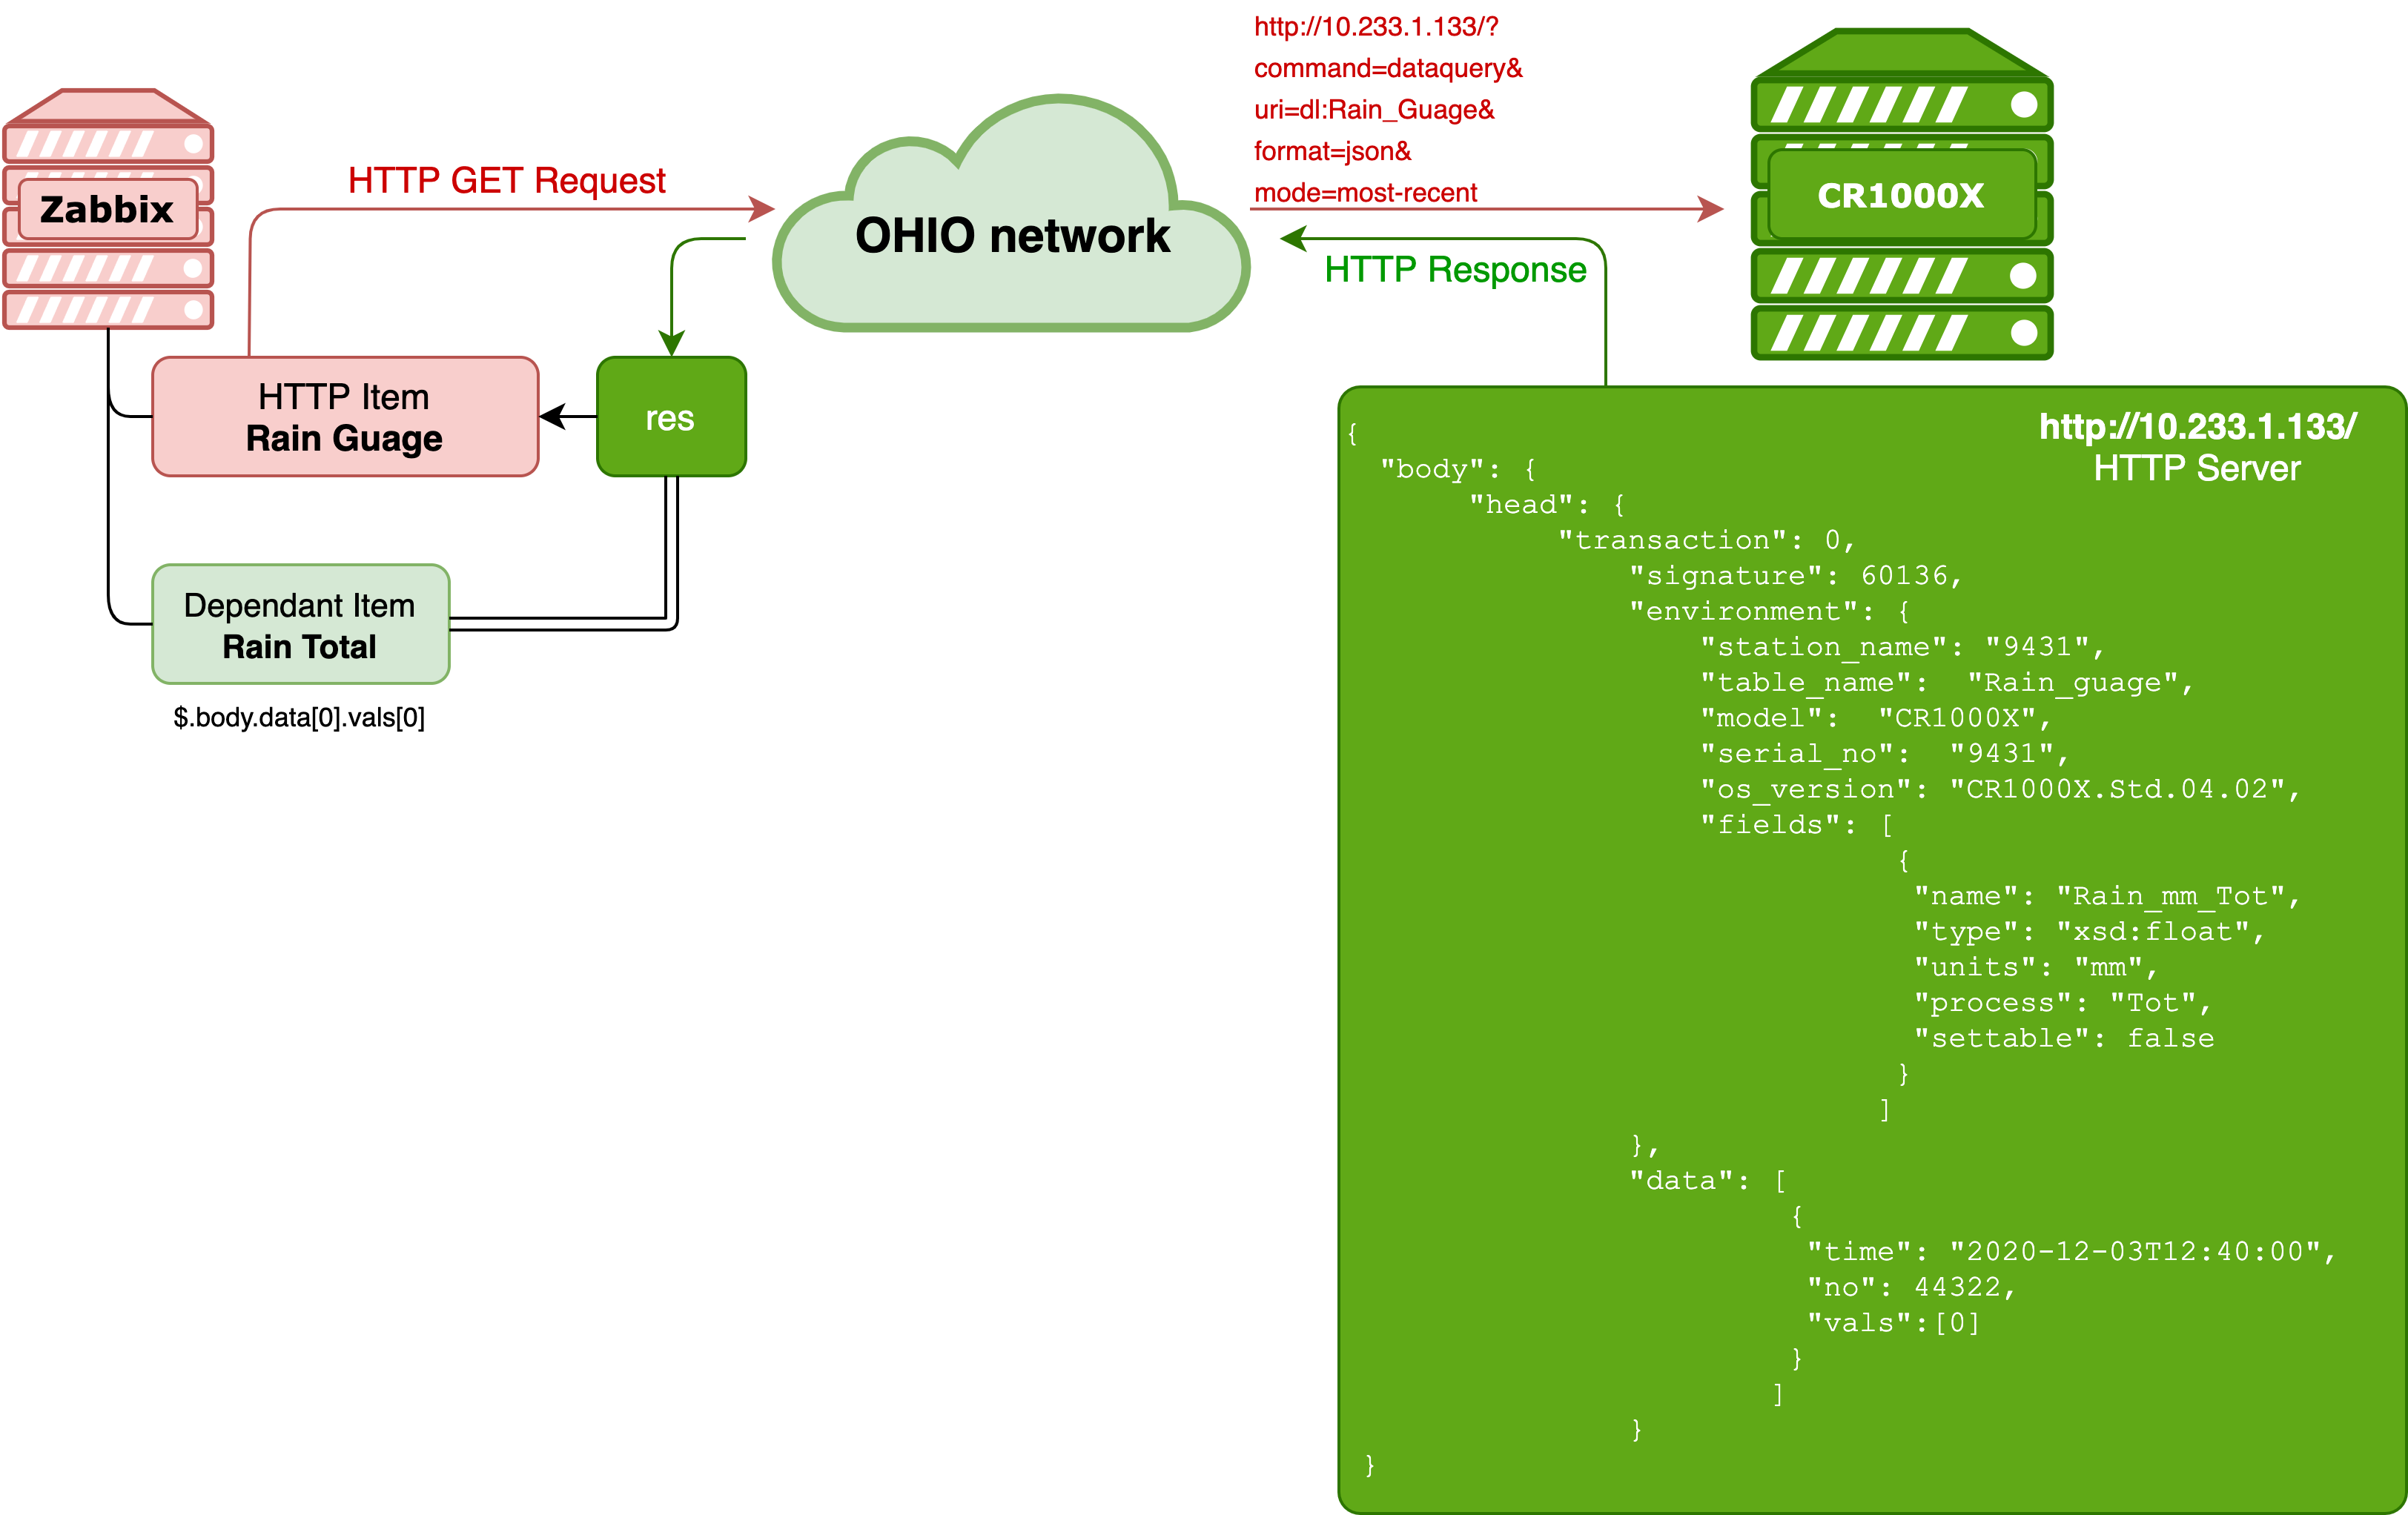 Zabbix
HTTP GET Request
OHIO network
http://10.233.1.133/?
command=dataquery&
uri=dl:Rain_Guage&
format=json&
mode=most-recent
CR1000X
HTTP Response
HTTP Item
Rain Guage
res
Dependant Item
Rain Total
$.body.data[0].vals[0]
http://10.233.1.133/
HTTP Server
{
"body": {
"head": {
"transaction": 0,
"signature": 60136,
"environment": {
"station_name": "9431",
"table_name":  "Rain_guage",
"model":  "CR1000X",
"serial_no":  "9431",
"os_version": "CR1000X.Std.04.02",
"fields": [
{
"name": "Rain_mm_Tot",
"type": "xsd:float",
"units": "mm",
"process": "Tot",
"settable": false
}
]
},
"data": [
{
"time": "2020-12-03T12:40:00",
"no": 44322,
"vals":[0]
}
]
}
}